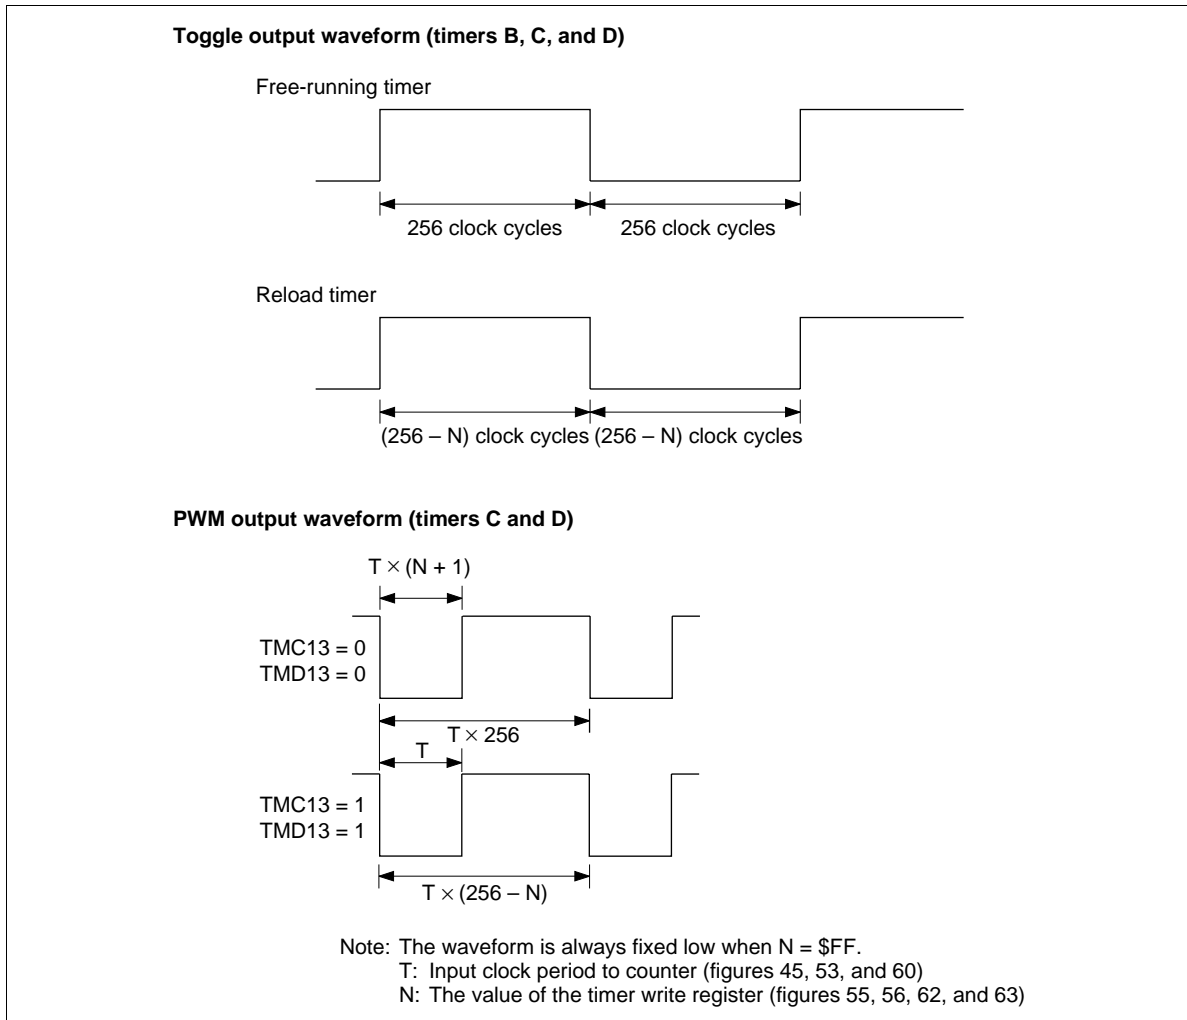 Toggle output waveform (timers B, C, and D)
Free-running timer
256 clock cycles 256 clock cycles
Reload timer
(256 – N) clock cycles (256 – N) clock cycles
PWM output waveform (timers C and D)
T × (N + 1)
TMC13 = 0
TMD13 = 0
T × 256
T
TMC13 = 1
TMD13 = 1
T × (256 – N)
Note: The waveform is always fixed low when N = $FF.
T: Input clock period to counter (figures 45, 53, and 60)
N: The value of the timer write register (figures 55, 56, 62, and 63)